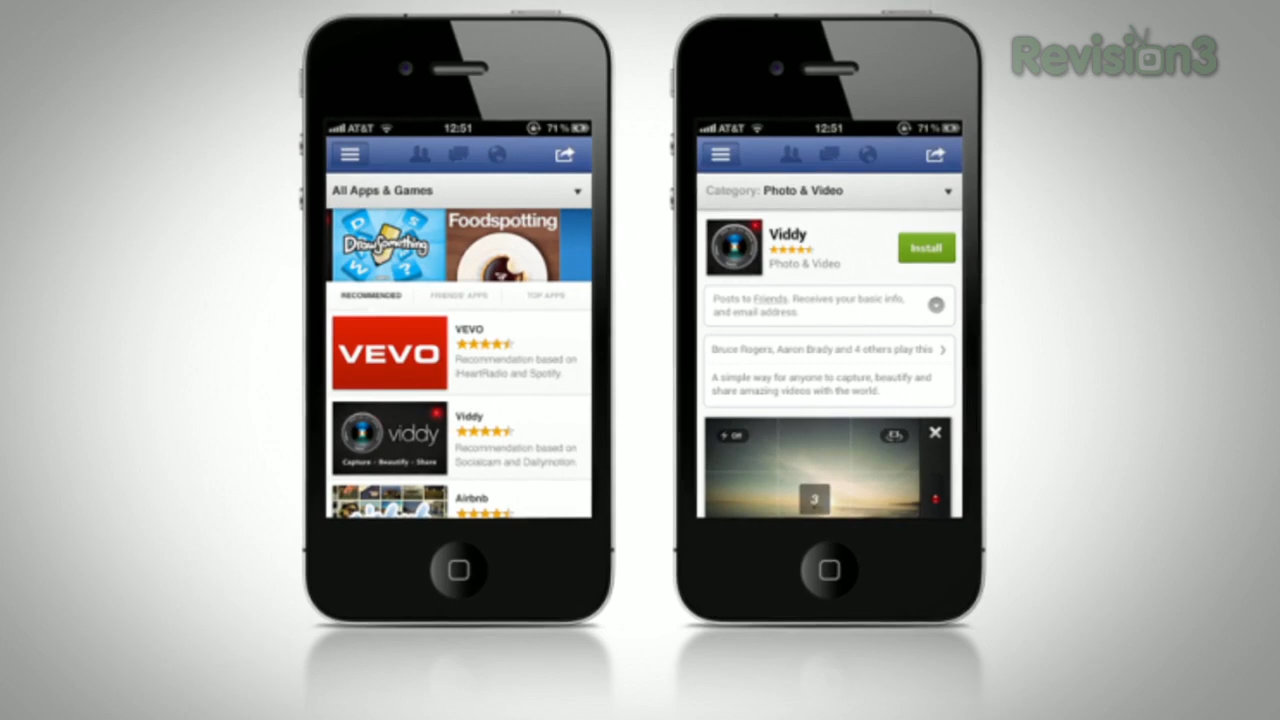 Revision3
AT&T 12:51 71%
All Apps & Games
DrawSomething
Foodspotting
RECOMMENDED FRIENDS' APPS TOP APPS
VEVO
VEVO
Recommendation based on
iHeartRadio and Spotify.
viddy
Capture - Beautify - Share
Viddy
Recommendation based on
Socialcam and Dailymotion.
Airbnb
AT&T 12:51 71%
Category: Photo & Video
Viddy
Photo & Video
Install
Posts to Friends. Receives your basic info,
and email address.
Bruce Rogers, Aaron Brady and 4 others play this
A simple way for anyone to capture, beautify and
share amazing videos with the world.
Off
3